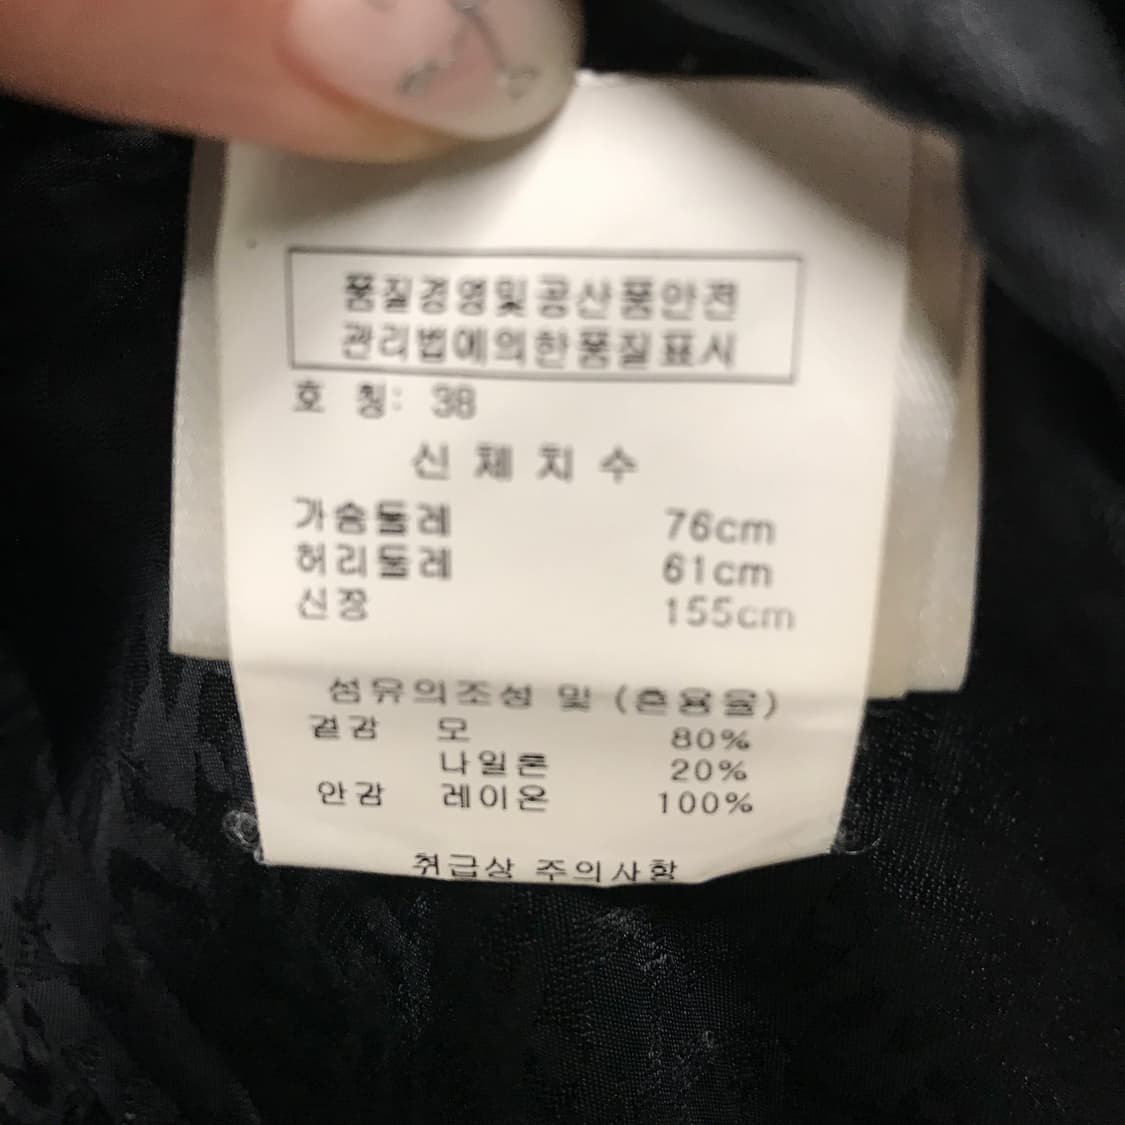 품질경영및공산품안전
관리법에의한품질표시
호 칭: 38
신 체 치 수
가슴둘레 76cm
허리둘레 61cm
신장 155cm
섬유의조성 및 (혼용율)
겉감 모 80%
나일론 20%
안감 레이온 100%
취급상 주의사항